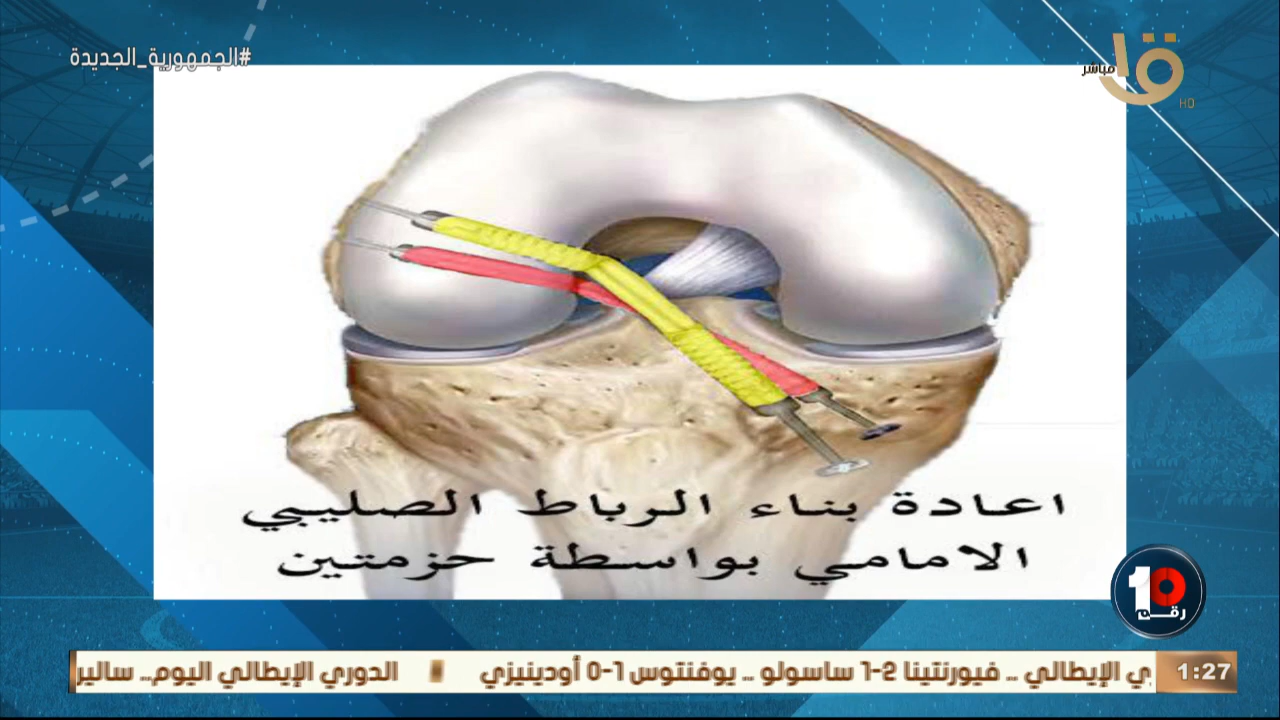 #الجمهورية_الجديدة
مباشر
HD
اعادة بناء الرباط الصليبي
الامامي بواسطة حزمتين
رقم 10
ي الإيطالي .. فيورنتينا 2-1 ساسولو .. يوفنتوس 1-0 أودينيزي
الدوري الإيطالي اليوم.. سالير
1:27